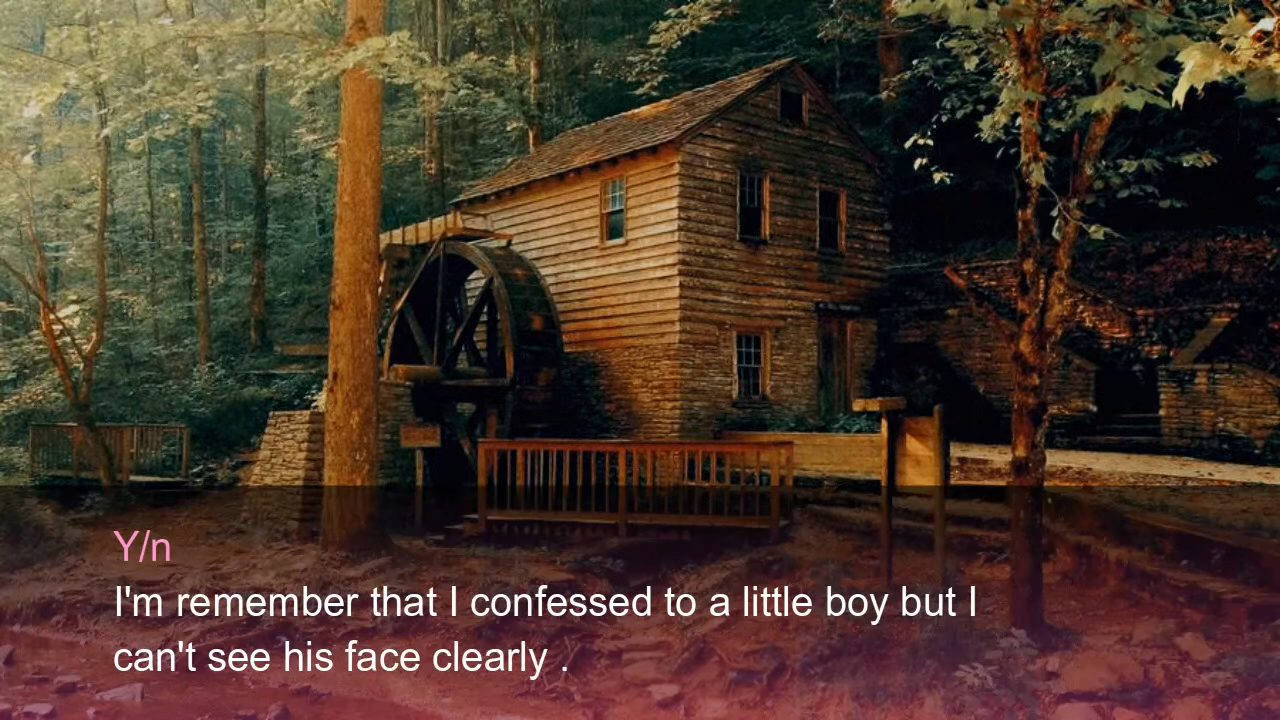 Y/n
I'm remember that I confessed to a little boy but I
can't see his face clearly .